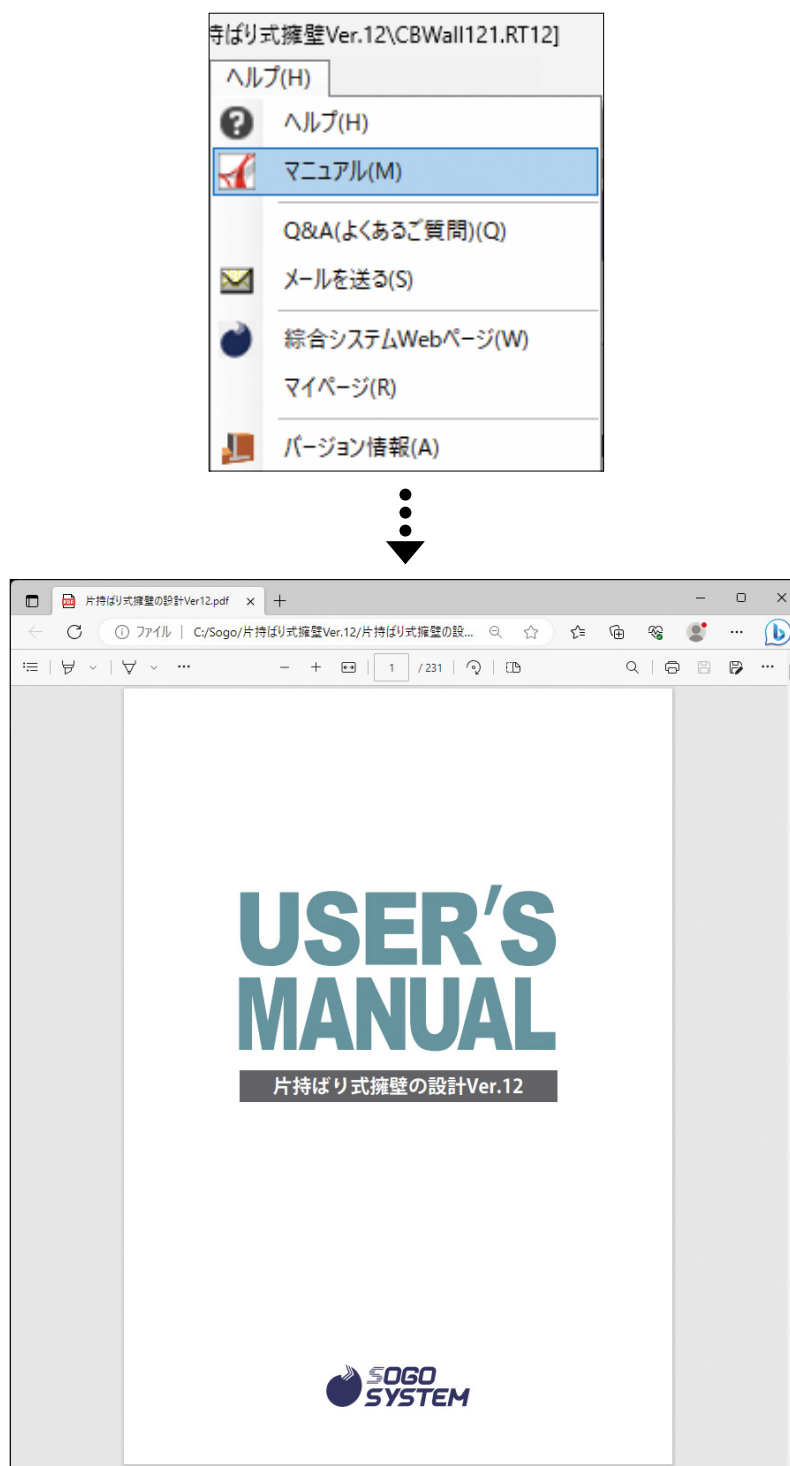 持ばり式擁壁Ver.12\CBWall121.RT12]
ヘルプ(H)
ヘルプ(H)
マニュアル(M)
Q&A(よくあるご質問)(Q)
メールを送る(S)
綜合システムWebページ(W)
マイページ(R)
バージョン情報(A)
片持ばり式擁壁の設計Ver12.pdf
ファイル | C:/Sogo/片持ばり式擁壁Ver.12/片持ばり式擁壁の設...
1 / 231
USER'S
MANUAL
片持ばり式擁壁の設計Ver.12
SOGO
SYSTEM